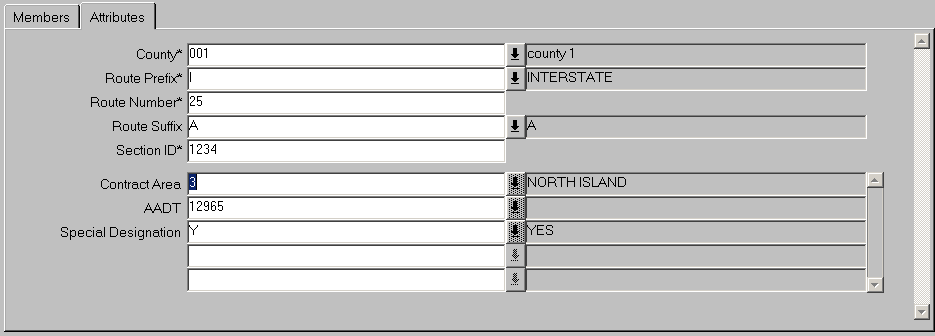 Members Attributes
County* 001 county 1
Route Prefix* I INTERSTATE
Route Number* 25
Route Suffix A A
Section ID* 1234
Contract Area 3 NORTH ISLAND
AADT 12965
Special Designation Y YES